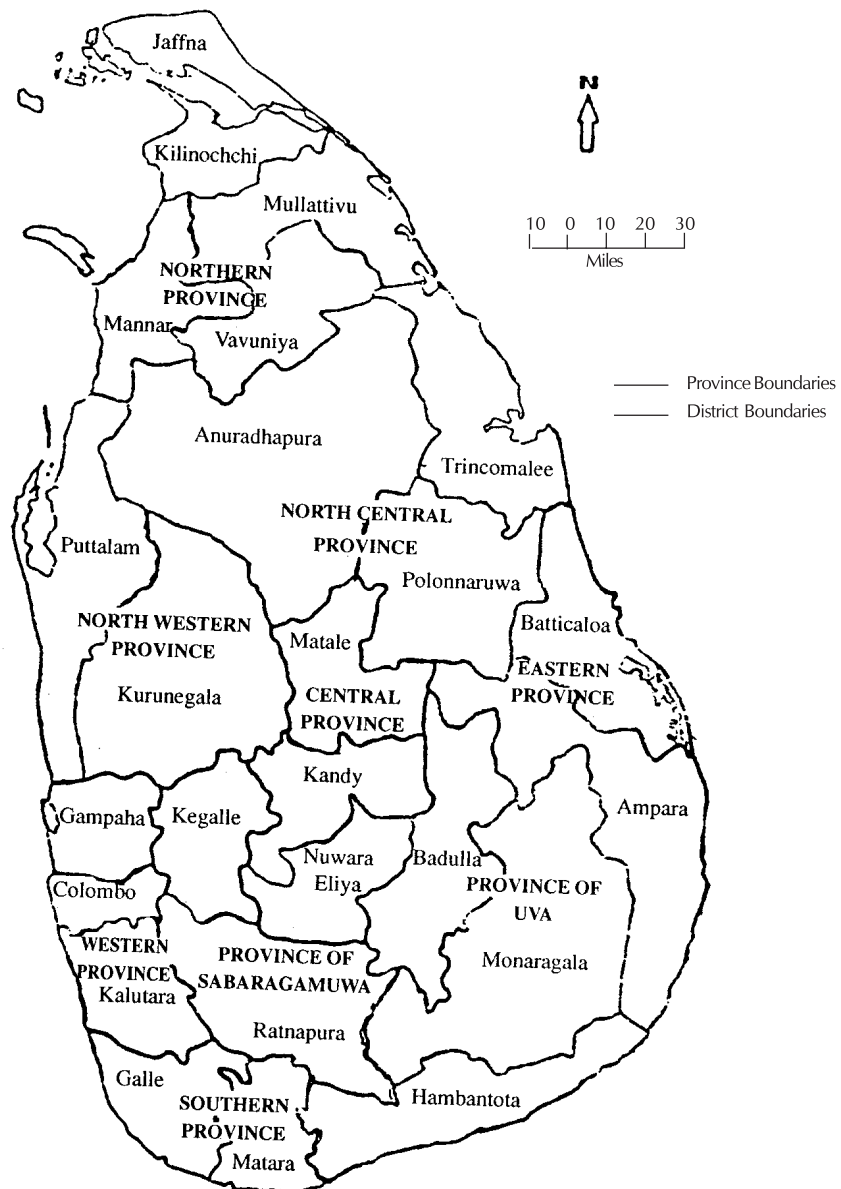 Jaffna
N
Kilinochchi
Mullattivu
10 0 10 20 30
Miles
NORTHERN
PROVINCE
Mannar
Vavuniya
Province Boundaries
District Boundaries
Anuradhapura
Trincomalee
NORTH CENTRAL
PROVINCE
Puttalam
Polonnaruwa
NORTH WESTERN
PROVINCE
Matale
Batticaloa
EASTERN
PROVINCE
Kurunegala
CENTRAL
PROVINCE
Kandy
Gampaha
Kegalle
Ampara
Nuwara
Eliya
Badulla
Colombo
PROVINCE OF
UVA
WESTERN
PROVINCE
Kalutara
PROVINCE OF
SABARAGAMUWA
Monaragala
Ratnapura
Galle
Hambantota
SOUTHERN
PROVINCE
Matara